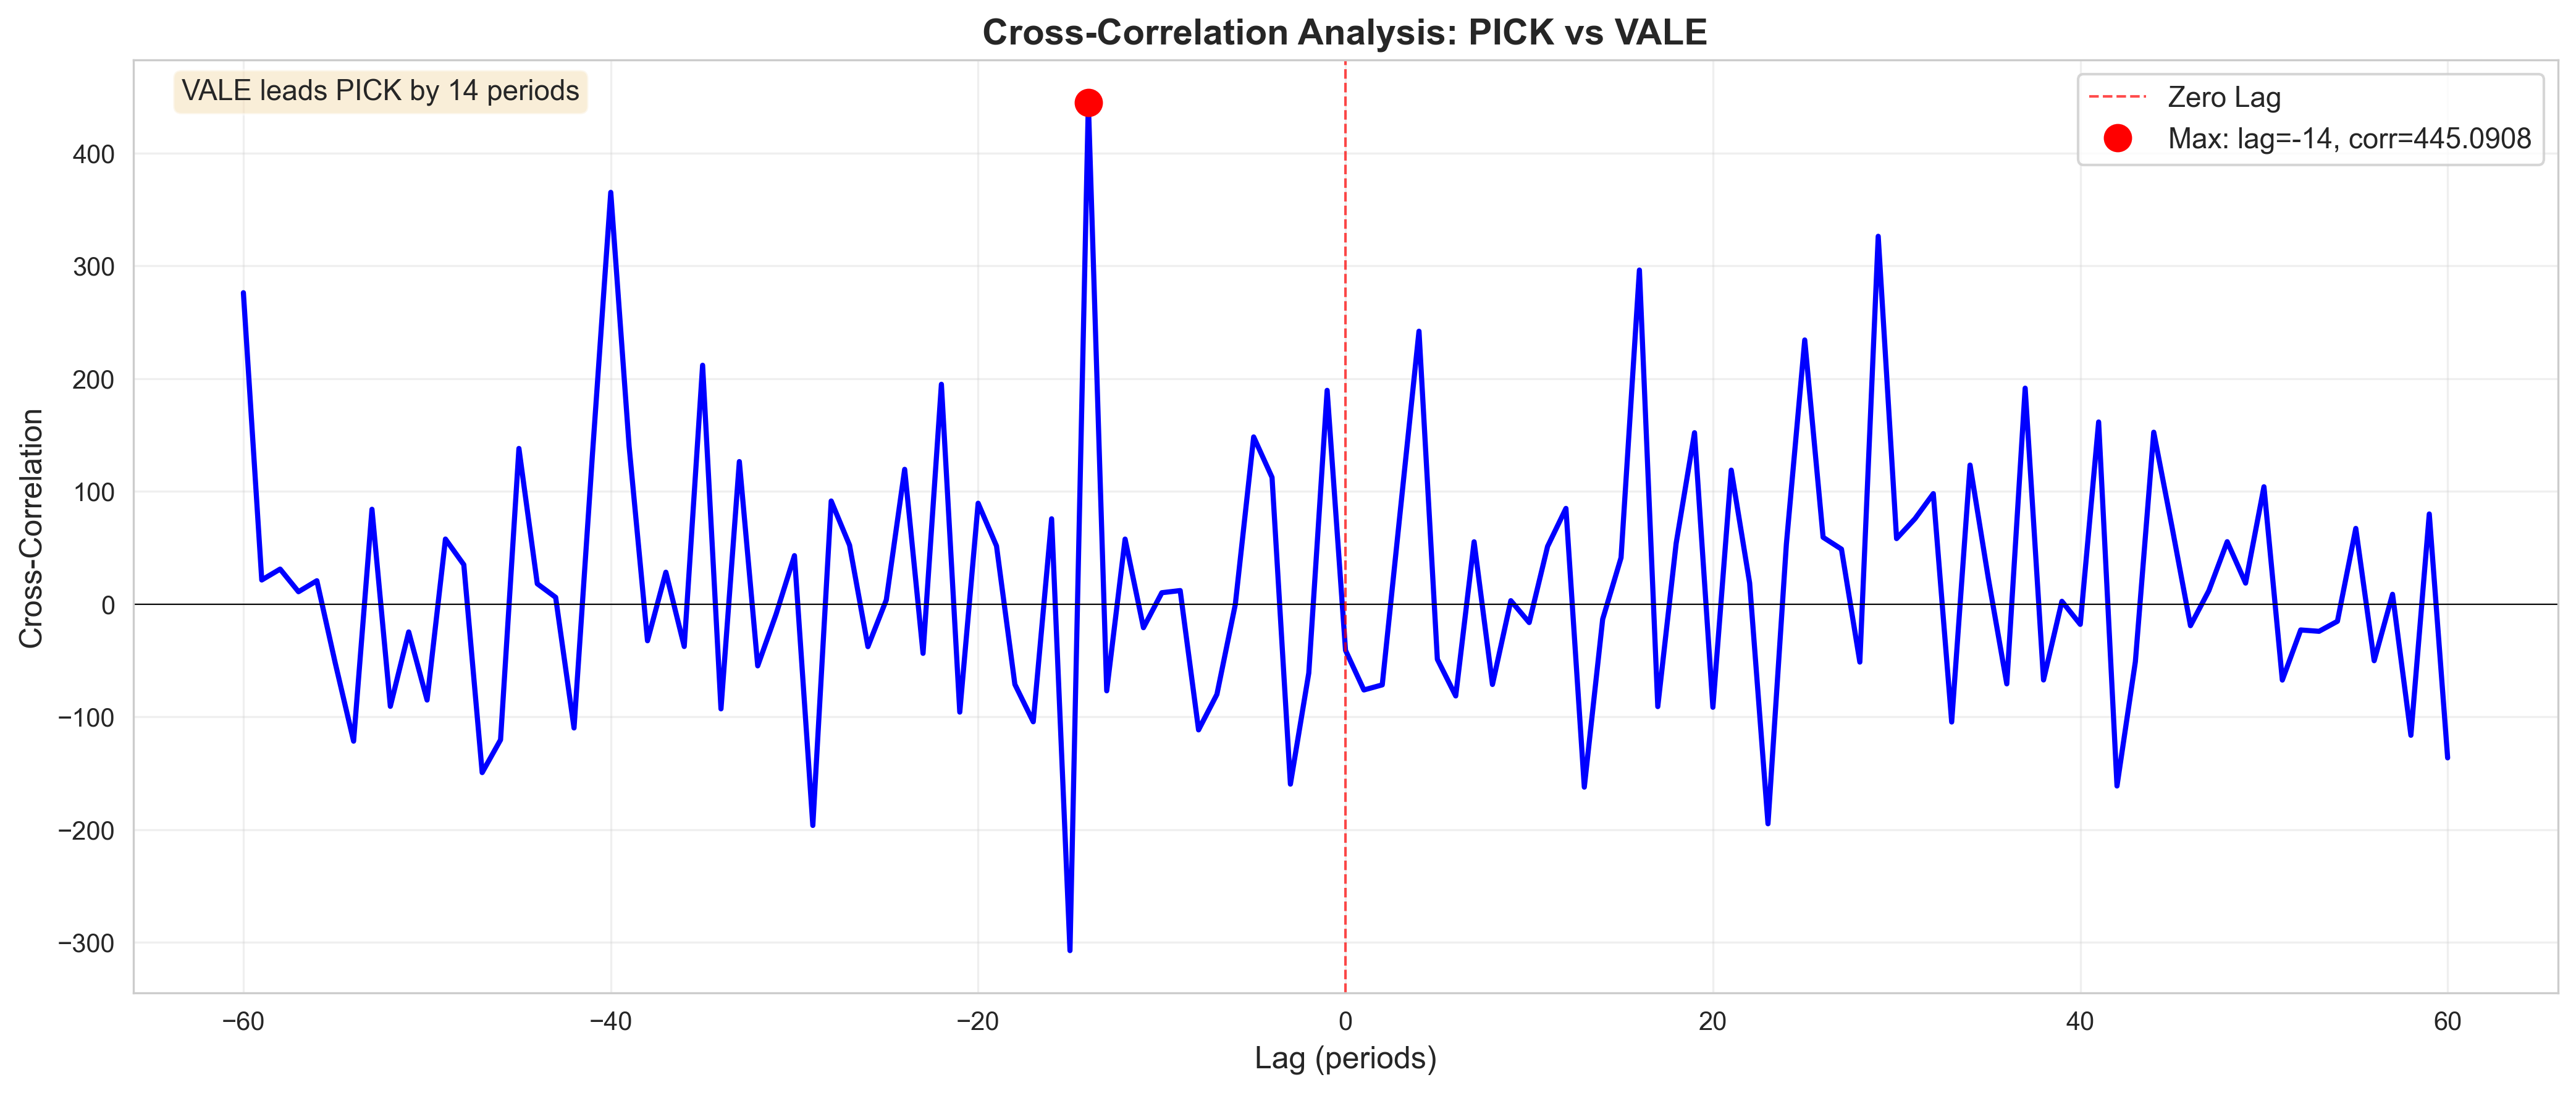 Cross-Correlation Analysis: PICK vs VALE
VALE leads PICK by 14 periods
Zero Lag
Max: lag=-14, corr=445.0908
Cross-Correlation
400
300
200
100
0
−100
−200
−300
−60
−40
−20
0
20
40
60
Lag (periods)